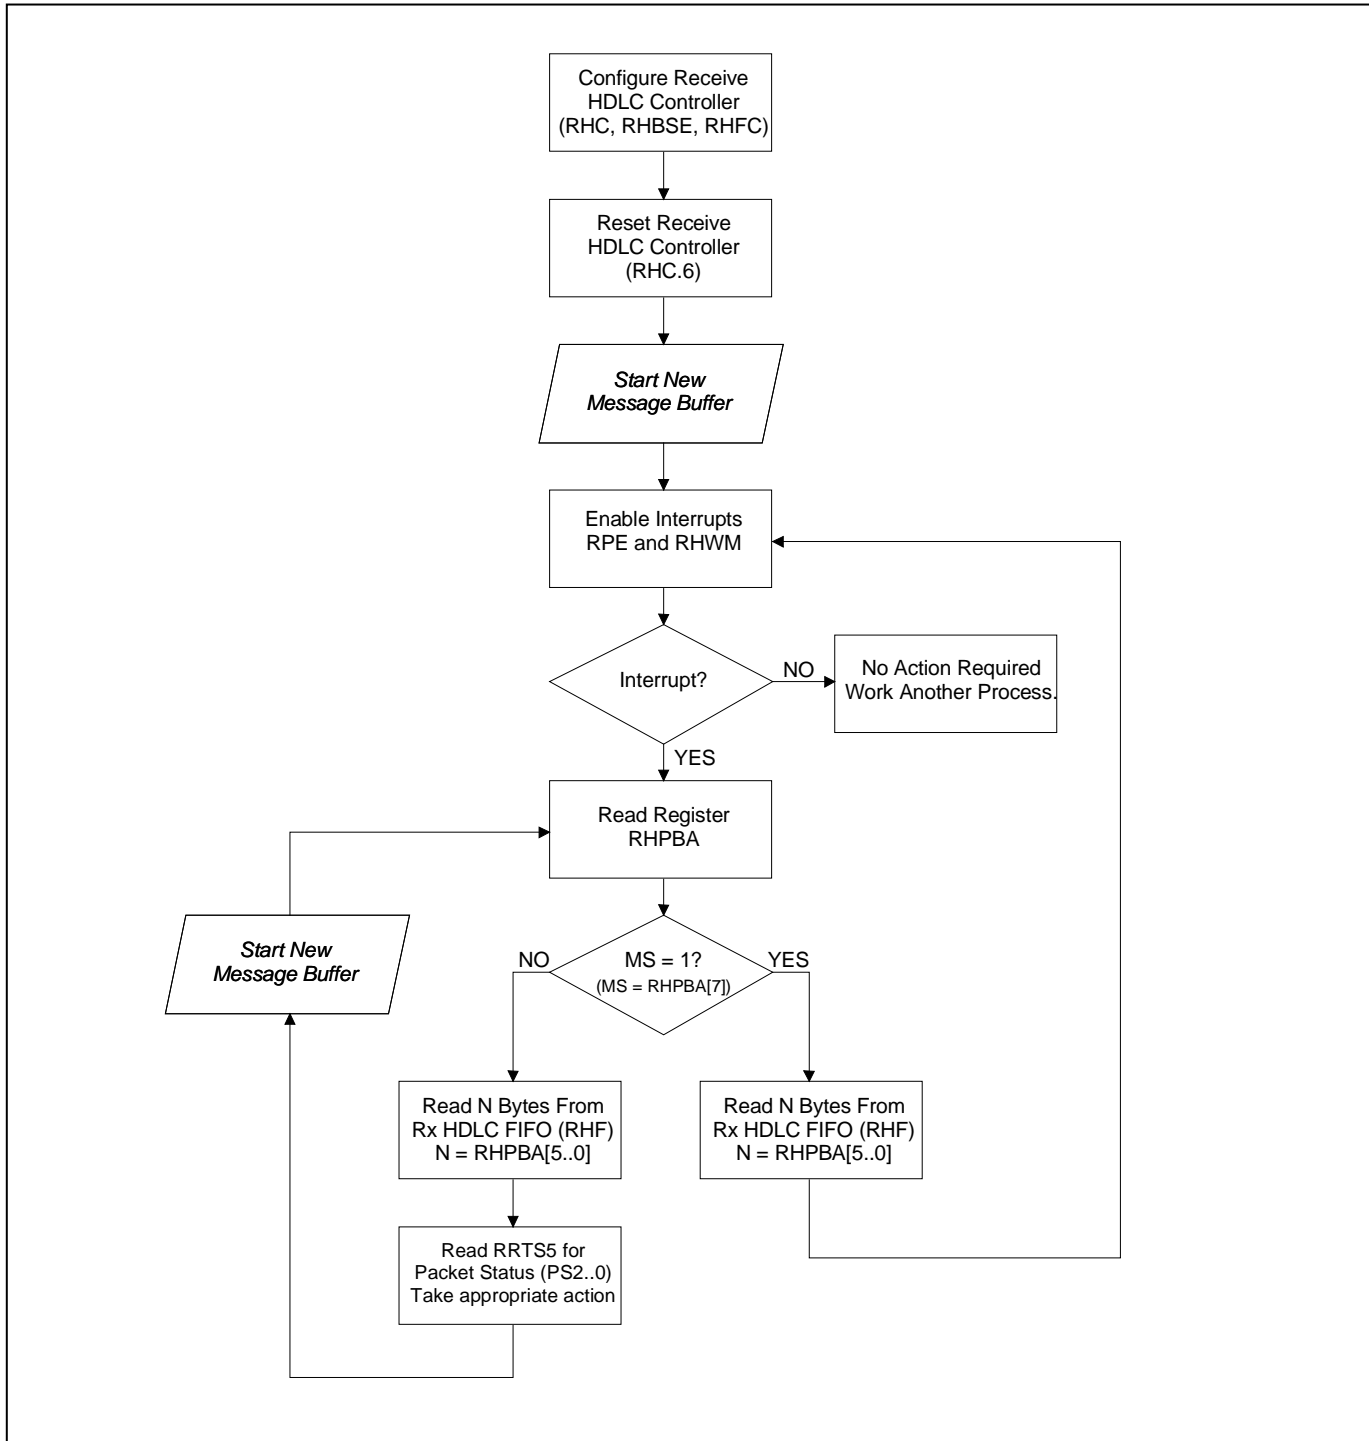 Configure Receive
HDLC Controller
(RHC, RHBSE, RHFC)
Reset Receive
HDLC Controller
(RHC.6)
Start New
Message Buffer
Enable Interrupts
RPE and RHWM
Interrupt?
NO
No Action Required
Work Another Process.
YES
Read Register
RHPBA
Start New
Message Buffer
NO
MS = 1?
(MS = RHPBA[7])
YES
Read N Bytes From
Rx HDLC FIFO (RHF)
N = RHPBA[5..0]
Read N Bytes From
Rx HDLC FIFO (RHF)
N = RHPBA[5..0]
Read RRTS5 for
Packet Status (PS2..0)
Take appropriate action